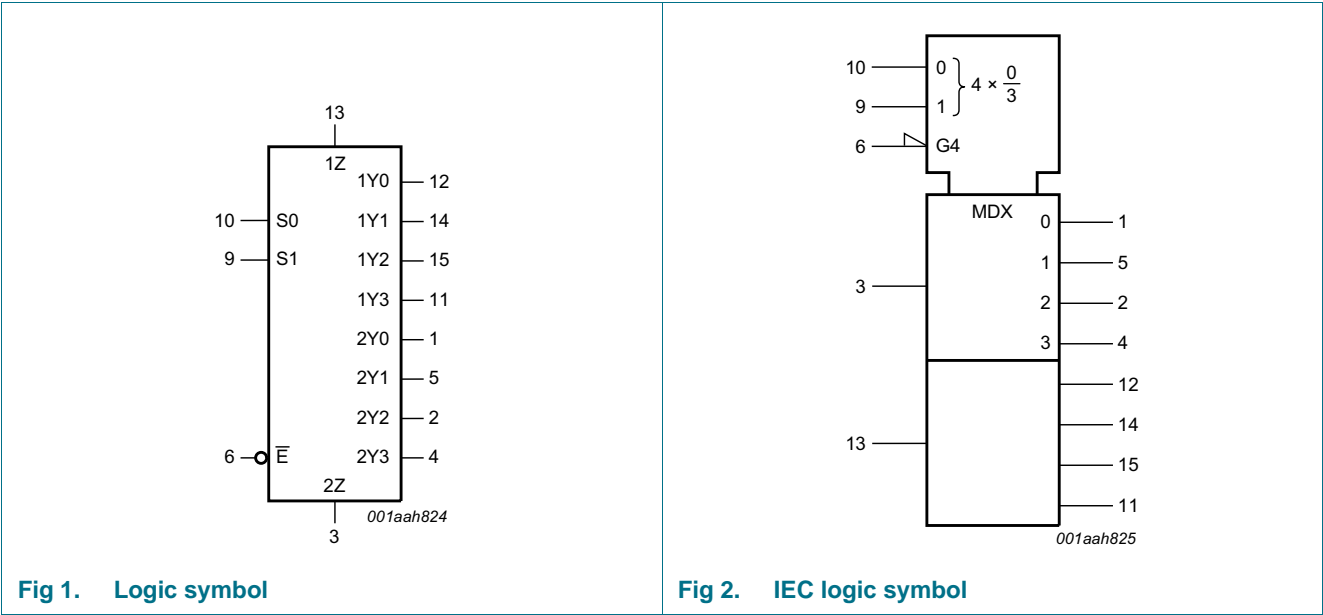 13
1Z
1Y0 12
10 S0 1Y1 14
9 S1 1Y2 15
1Y3 11
2Y0 1
2Y1 5
2Y2 2
6 E̅ 2Y3 4
2Z
001aah824
3
Fig 1. Logic symbol
10 0
4 × 0/3
9 1
6 G4
MDX
0 1
1 5
3
2 2
3 4
12
14
13
15
11
001aah825
Fig 2. IEC logic symbol